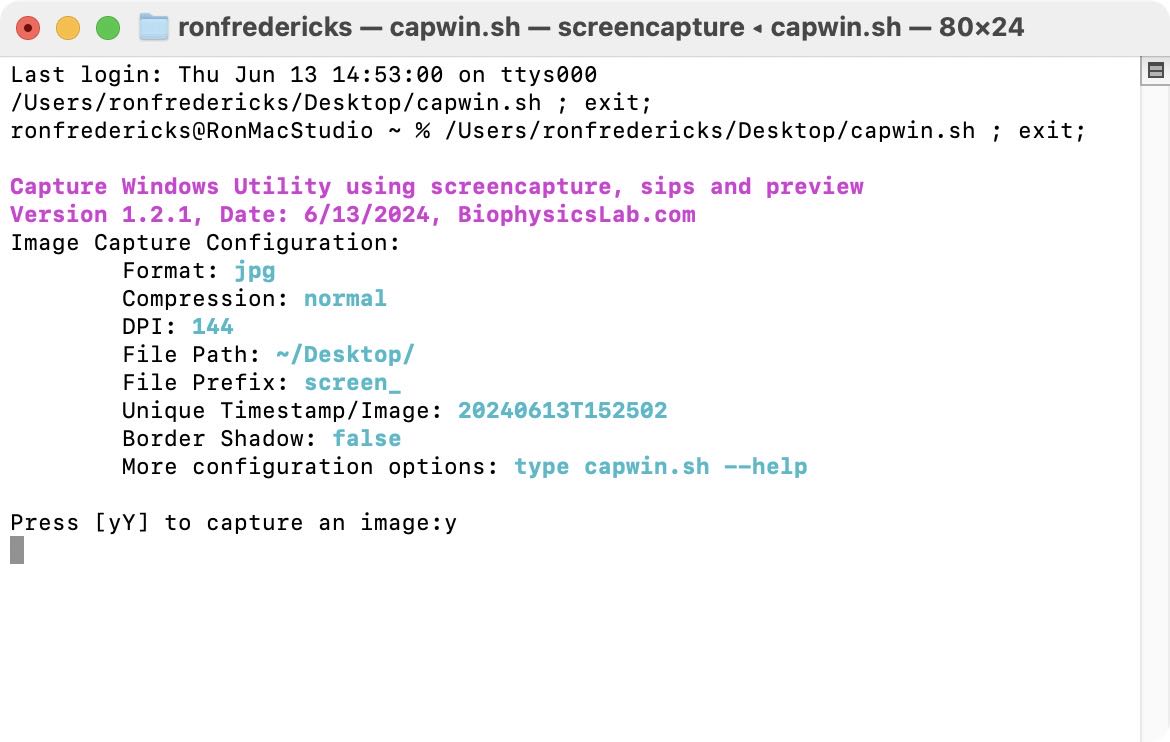 ronfredericks — capwin.sh — screencapture ◂ capwin.sh — 80×24
Last login: Thu Jun 13 14:53:00 on ttys000
/Users/ronfredericks/Desktop/capwin.sh ; exit;
ronfredericks@RonMacStudio ~ % /Users/ronfredericks/Desktop/capwin.sh ; exit;
Capture Windows Utility using screencapture, sips and preview
Version 1.2.1, Date: 6/13/2024, BiophysicsLab.com
Image Capture Configuration:
Format: jpg
Compression: normal
DPI: 144
File Path: ~/Desktop/
File Prefix: screen_
Unique Timestamp/Image: 20240613T152502
Border Shadow: false
More configuration options: type capwin.sh --help
Press [yY] to capture an image:y